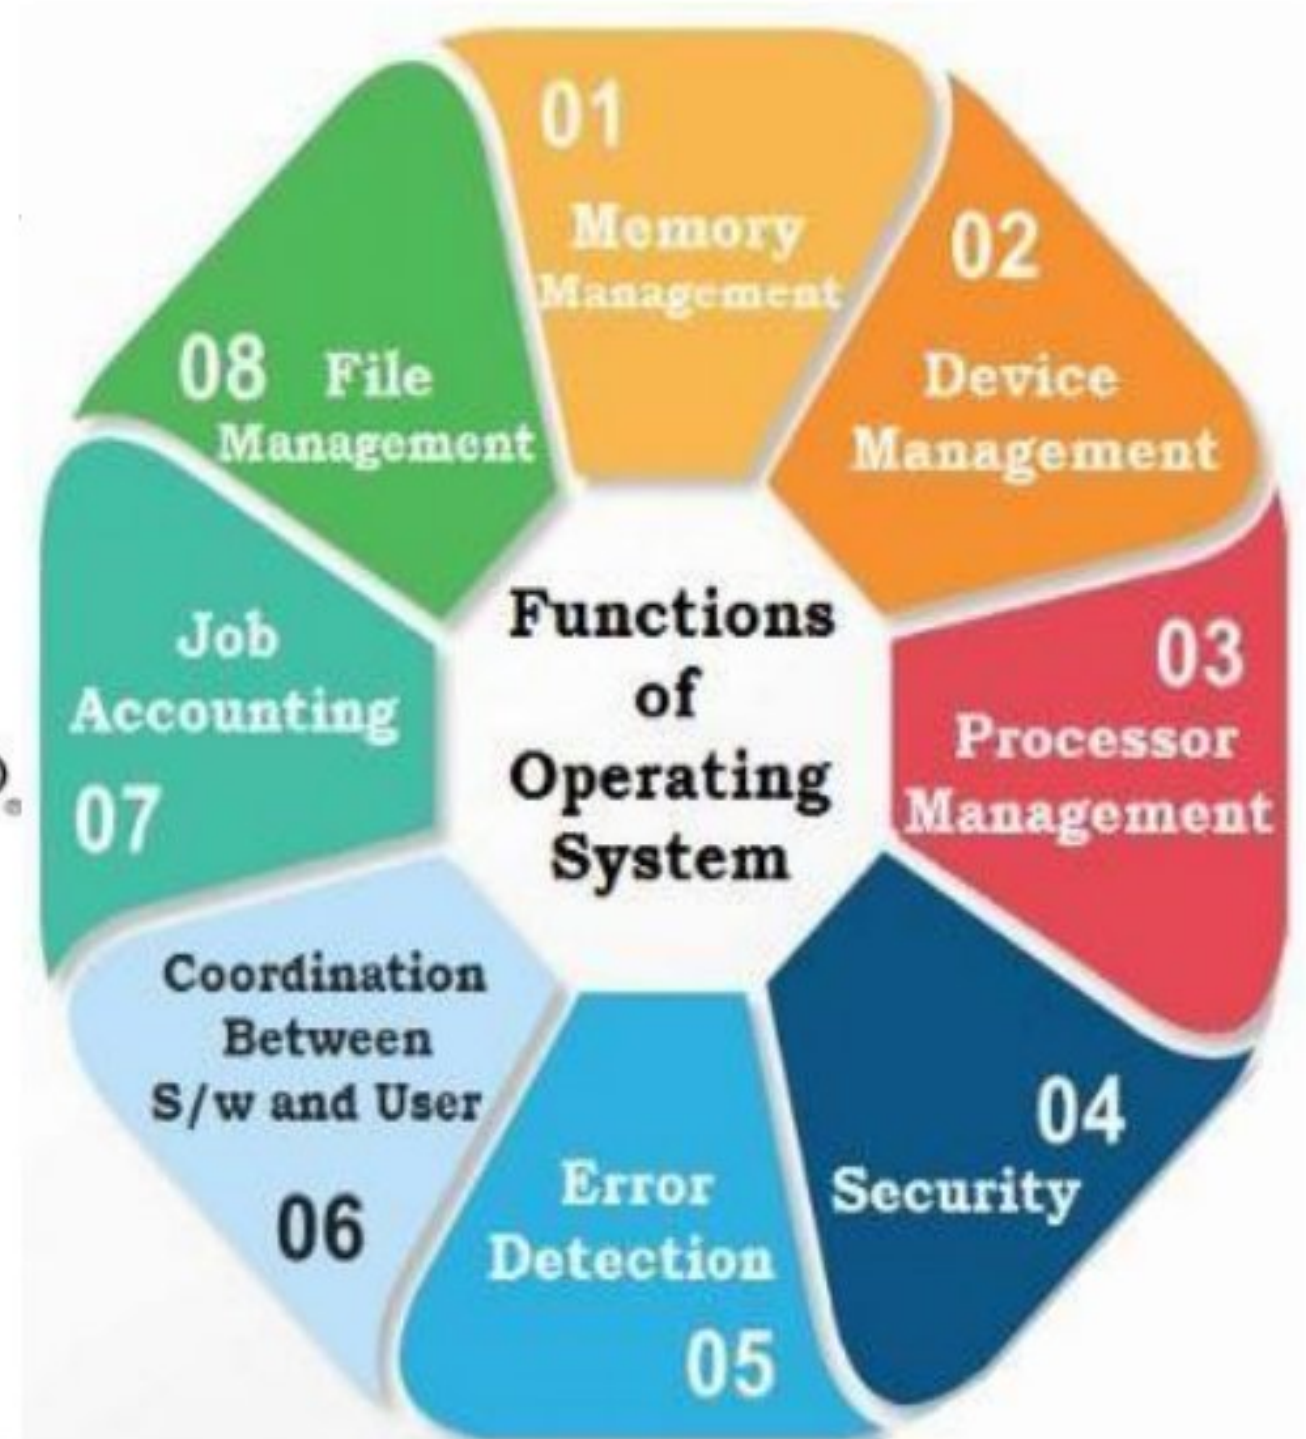 01
Memory
Management
02
Device
Management
03
Processor
Management
04
Security
Error
Detection
05
Coordination
Between
S/w and User
06
Job
Accounting
07
08 File
Management
Functions
of
Operating
System